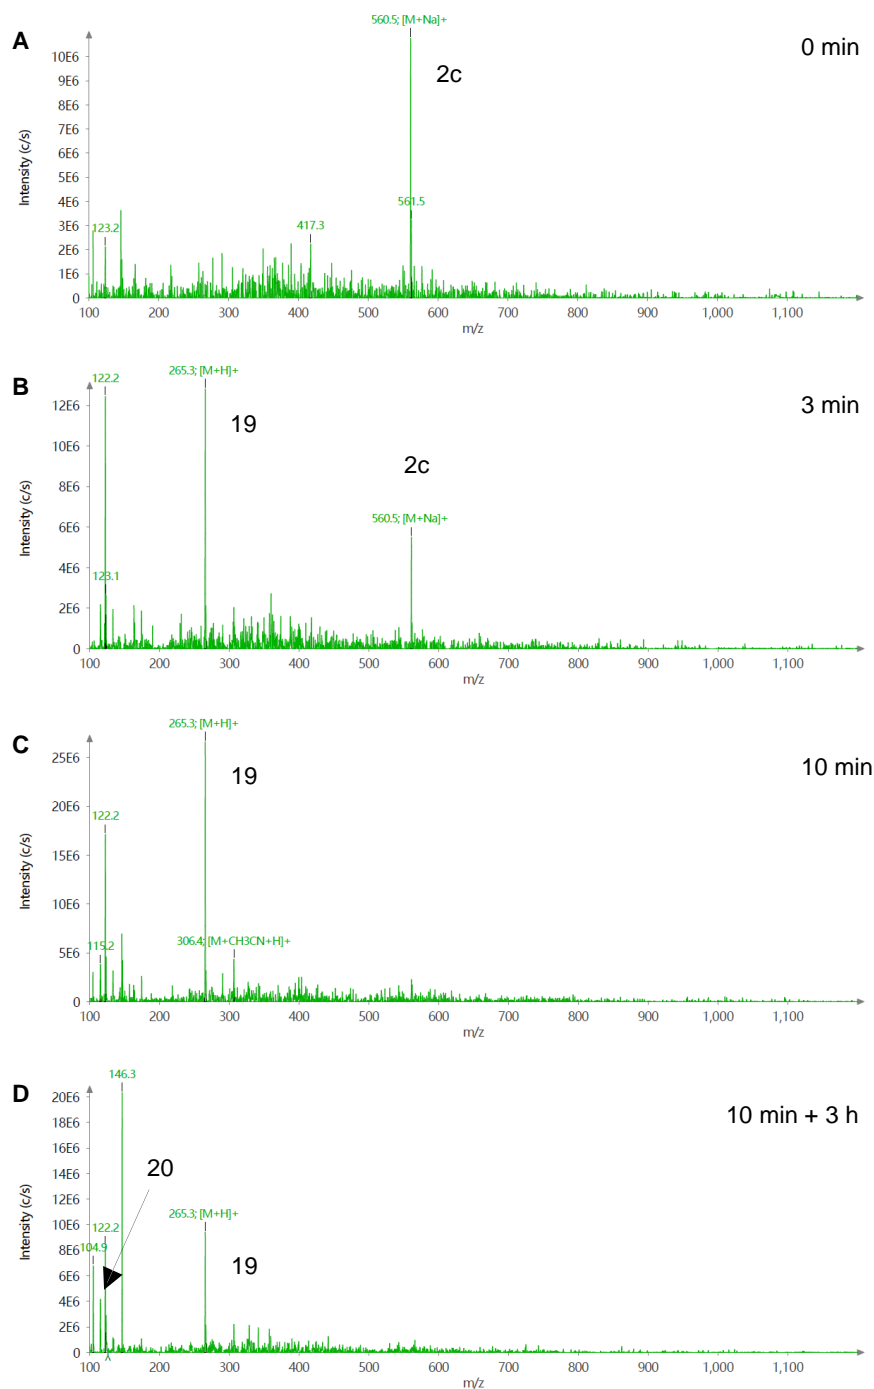 A
560.5; [M+Na]+
0 min
2c
10E6
9E6
8E6
7E6
6E6
5E6
4E6
3E6
2E6
1E6
0
Intensity (c/s)
561.5
417.3
123.2
100 200 300 400 500 600 700 800 900 1,000 1,100
m/z
B
122.2
265.3; [M+H]+
3 min
19
2c
12E6
10E6
8E6
6E6
4E6
2E6
0
Intensity (c/s)
560.5; [M+Na]+
123.1
100 200 300 400 500 600 700 800 900 1,000 1,100
m/z
C
265.3; [M+H]+
10 min
19
25E6
20E6
15E6
10E6
5E6
0
Intensity (c/s)
122.2
115.2
306.4; [M+CH3CN+H]+
100 200 300 400 500 600 700 800 900 1,000 1,100
m/z
D
146.3
10 min + 3 h
20
20E6
18E6
16E6
14E6
12E6
10E6
8E6
6E6
4E6
2E6
0
Intensity (c/s)
122.2
265.3; [M+H]+
104.9
19
100 200 300 400 500 600 700 800 900 1,000 1,100
m/z